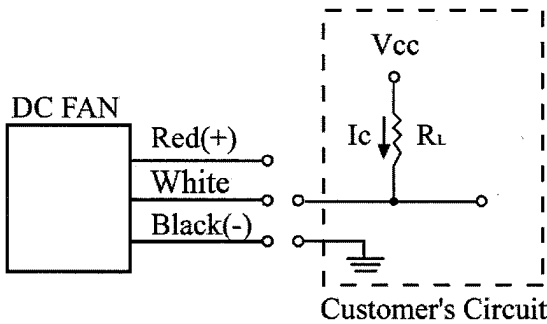 Vcc
DC FAN
Red(+)
Ic
RL
White
Black(-)
Customer's Circuit